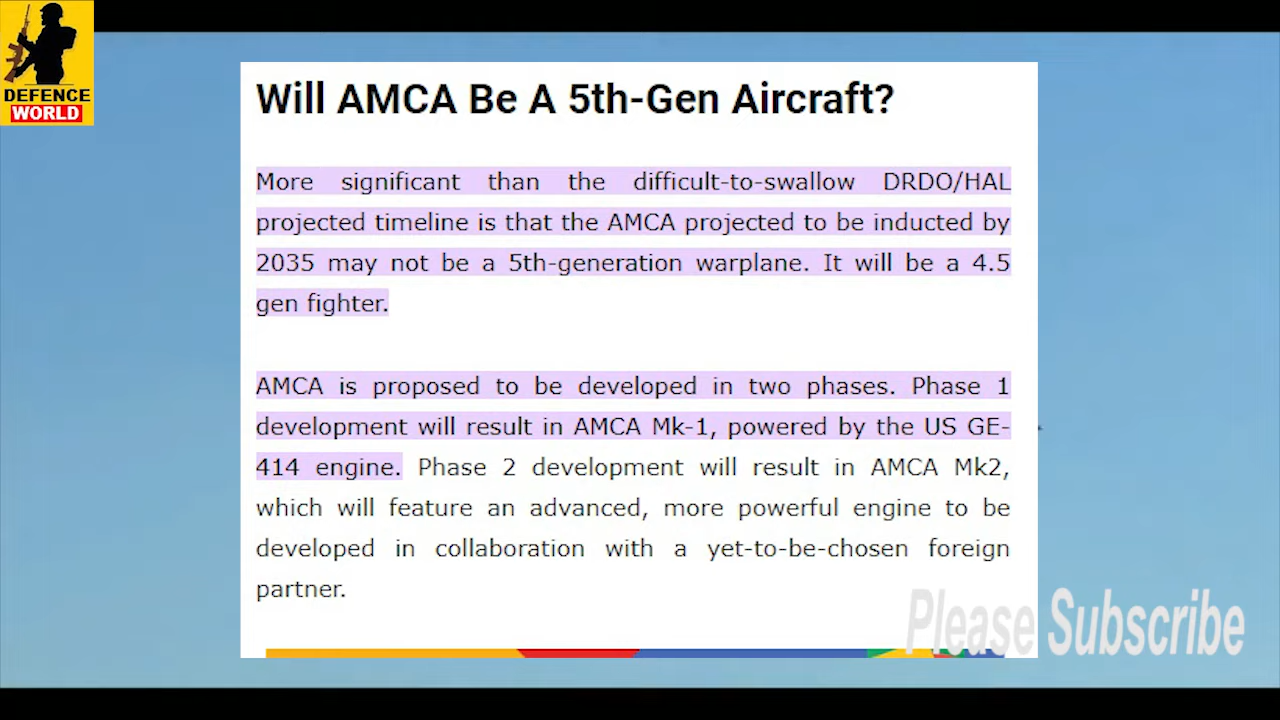 DEFENCE
WORLD
Will AMCA Be A 5th-Gen Aircraft?
More significant than the difficult-to-swallow DRDO/HAL
projected timeline is that the AMCA projected to be inducted by
2035 may not be a 5th-generation warplane. It will be a 4.5
gen fighter.
AMCA is proposed to be developed in two phases. Phase 1
development will result in AMCA Mk-1, powered by the US GE-
414 engine. Phase 2 development will result in AMCA Mk2,
which will feature an advanced, more powerful engine to be
developed in collaboration with a yet-to-be-chosen foreign
partner.
Please Subscribe